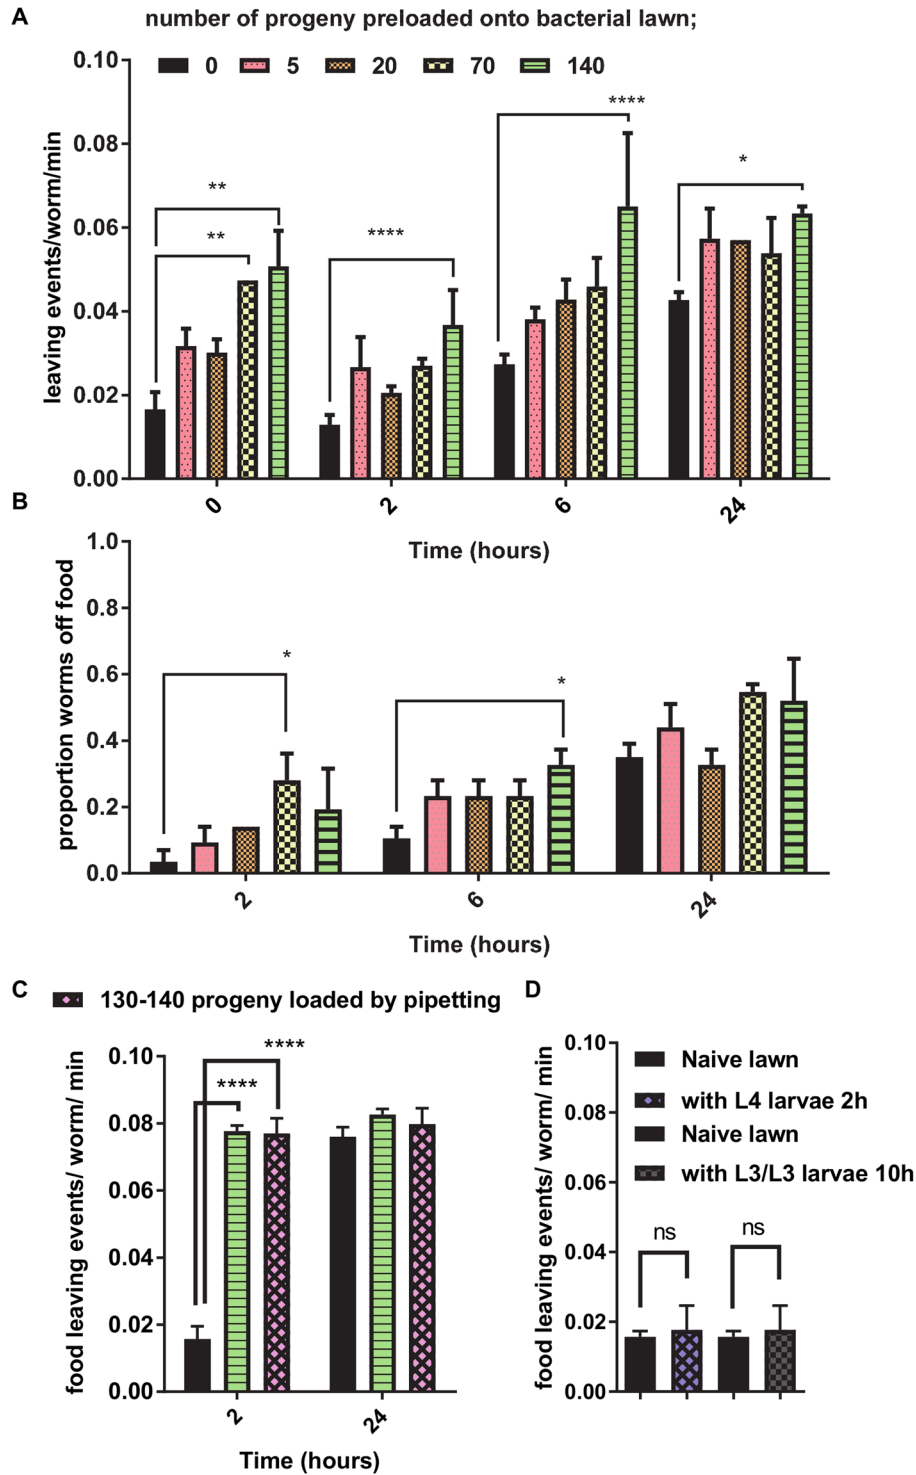 A
number of progeny preloaded onto bacterial lawn;
0 5 20 70 140
leaving events/worm/min
0.10
0.08
0.06
0.04
0.02
0.00
**
**
****
****
*
0 2 6 24
Time (hours)
B
proportion worms off food
1.0
0.8
0.6
0.4
0.2
0.0
*
*
2 6 24
Time (hours)
C
130-140 progeny loaded by pipetting
food leaving events/ worm/ min
0.10
0.08
0.06
0.04
0.02
0.00
****
****
2 24
Time (hours)
D
food leaving events/ worm/ min
0.10
0.08
0.06
0.04
0.02
0.00
Naive lawn
with L4 larvae 2h
Naive lawn
with L3/L3 larvae 10h
ns ns